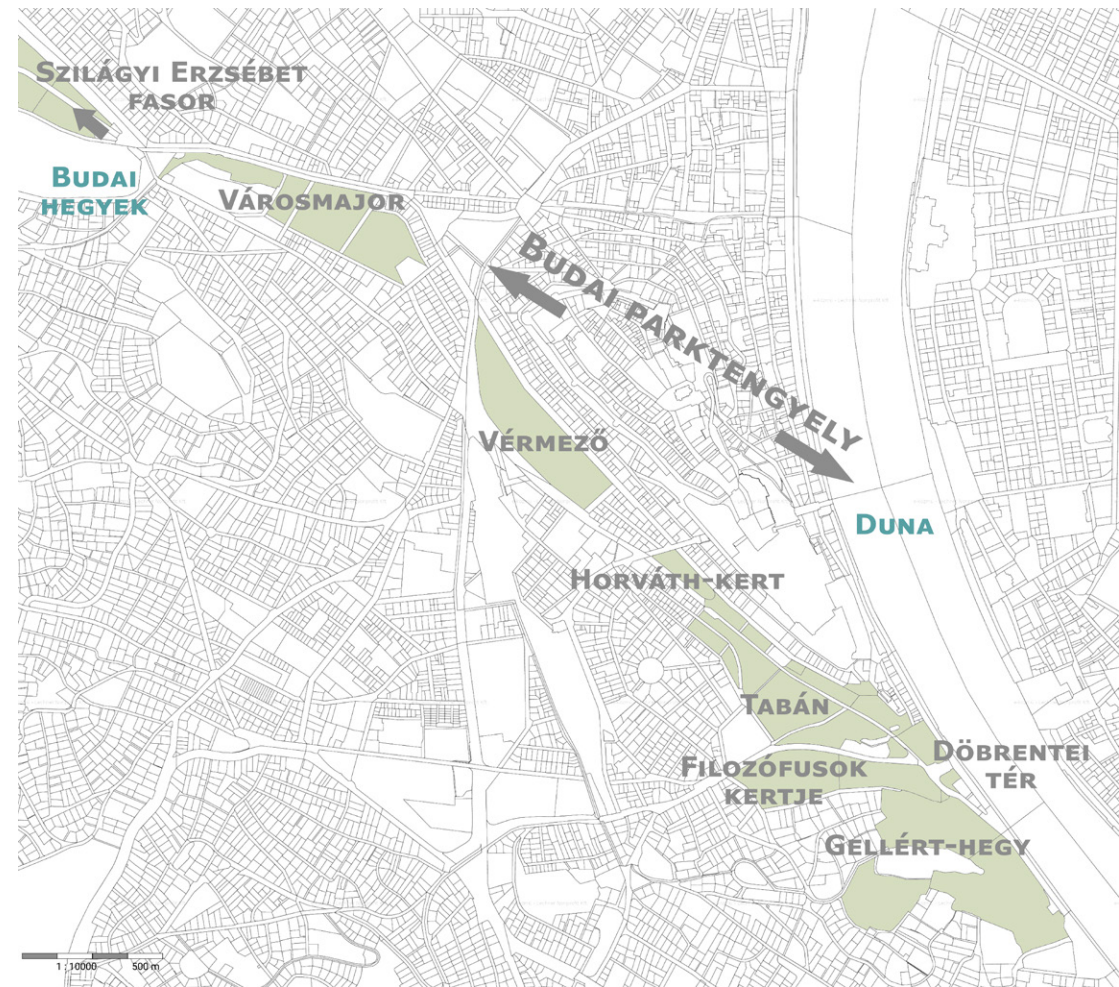 Szilágyi Erzsébet
fasor
Budai
hegyek
Városmajor
Budai parktengyely
Vérmező
Duna
Horváth-kert
Tabán
Döbrentei
tér
Filozófusok
kertje
Gellért-hegy
1 : 10000 500 m